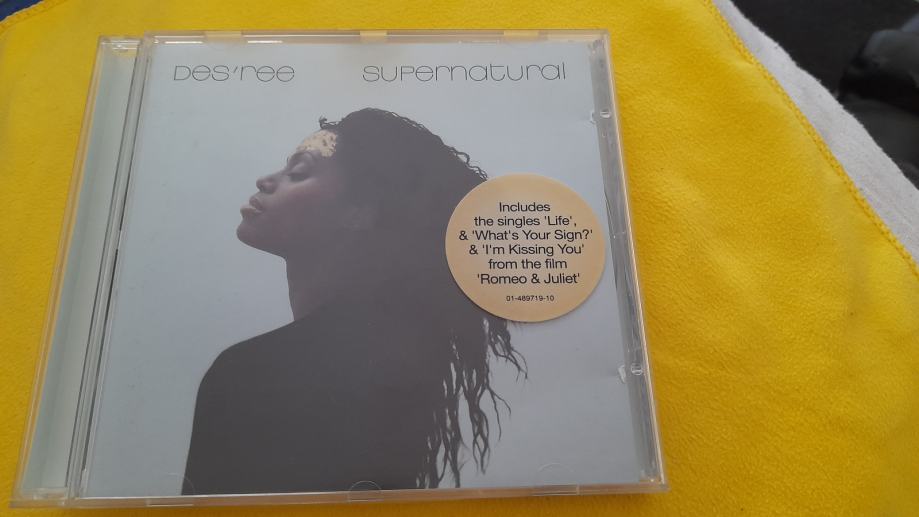 Des'ree Supernatural
Includes
the singles 'Life',
& 'What's Your Sign?'
& 'I'm Kissing You'
from the film
'Romeo & Juliet'
01-489719-10